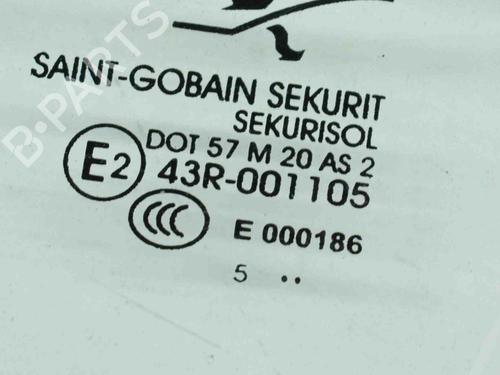 B-PARTS
SAINT-GOBAIN SEKURIT
SEKURISOL
DOT 57 M 20 AS 2
E2 43R-001105
CCC E 000186
5 ..